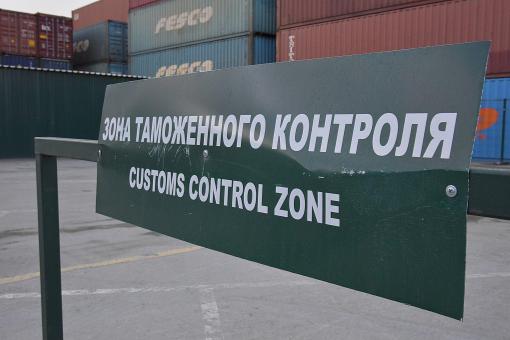 FESCO
FESCO
ЗОНА ТАМОЖЕННОГО КОНТРОЛЯ
CUSTOMS CONTROL ZONE